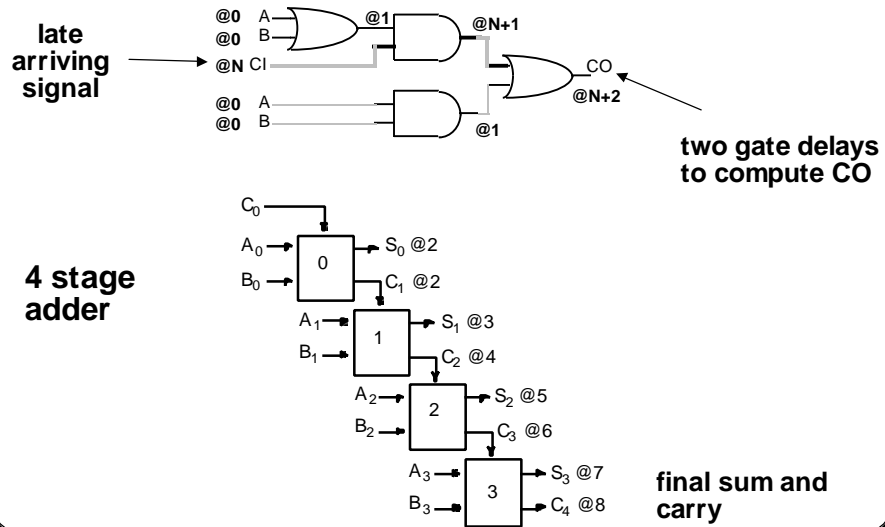 late
arriving
signal
@0 A
@0 B
@N CI
@1
@N+1
@0 A
@0 B
@1
CO
@N+2
two gate delays
to compute CO
4 stage
adder
C0
A0
B0
0
S0 @2
C1 @2
A1
B1
1
S1 @3
C2 @4
A2
B2
2
S2 @5
C3 @6
A3
B3
3
S3 @7
C4 @8
final sum and
carry